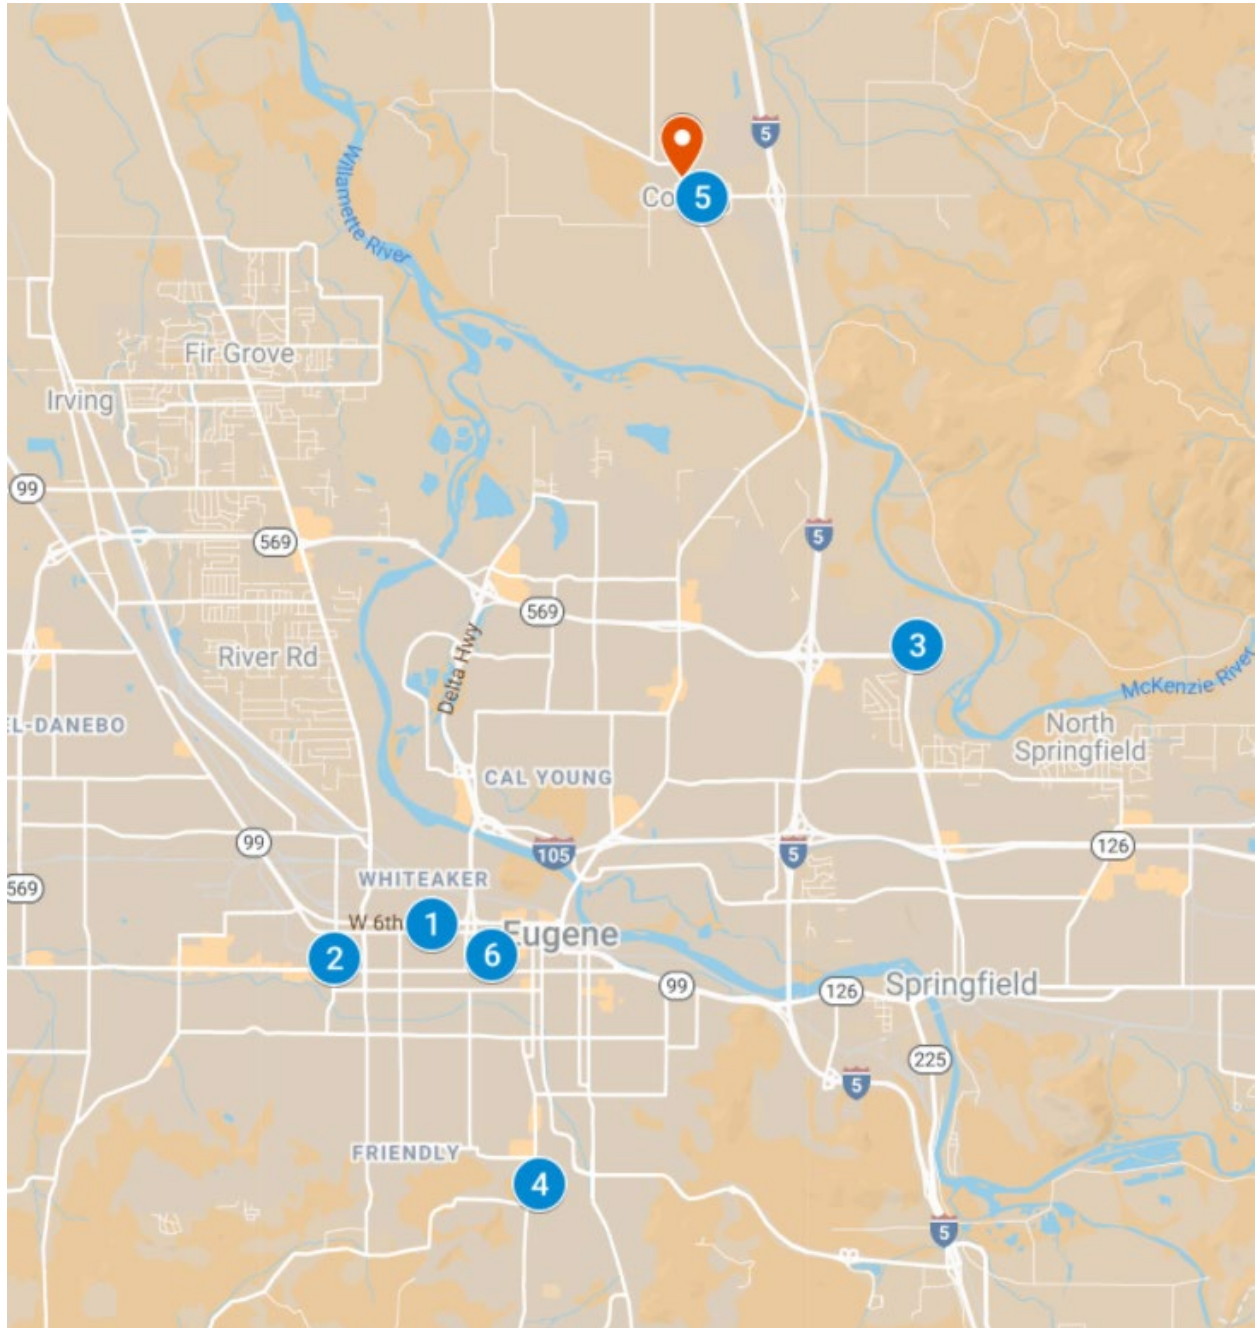 5
Willamette River
Co
5
Fir Grove
Irving
99
569
5
569
Delta Hwy
River Rd
3
McKenzie River
EL-DANEBO
North
Springfield
CAL YOUNG
99
105
5
126
WHITEAKER
569
W 6th
1
Eugene
2
6
99
126
Springfield
225
5
FRIENDLY
4
5